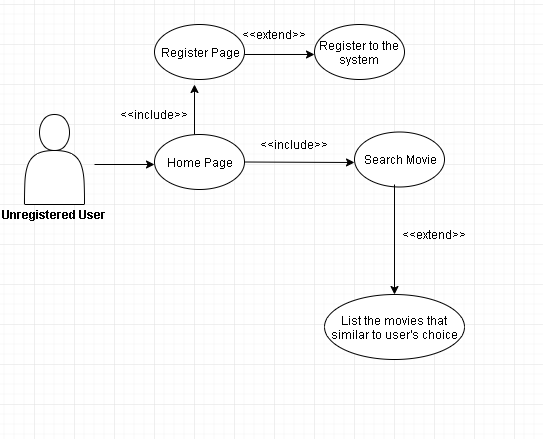 <<extend>>
Register Page
Register to the
system
<<include>>
<<include>>
Home Page
Search Movie
Unregistered User
<<extend>>
List the movies that
similar to user's choice